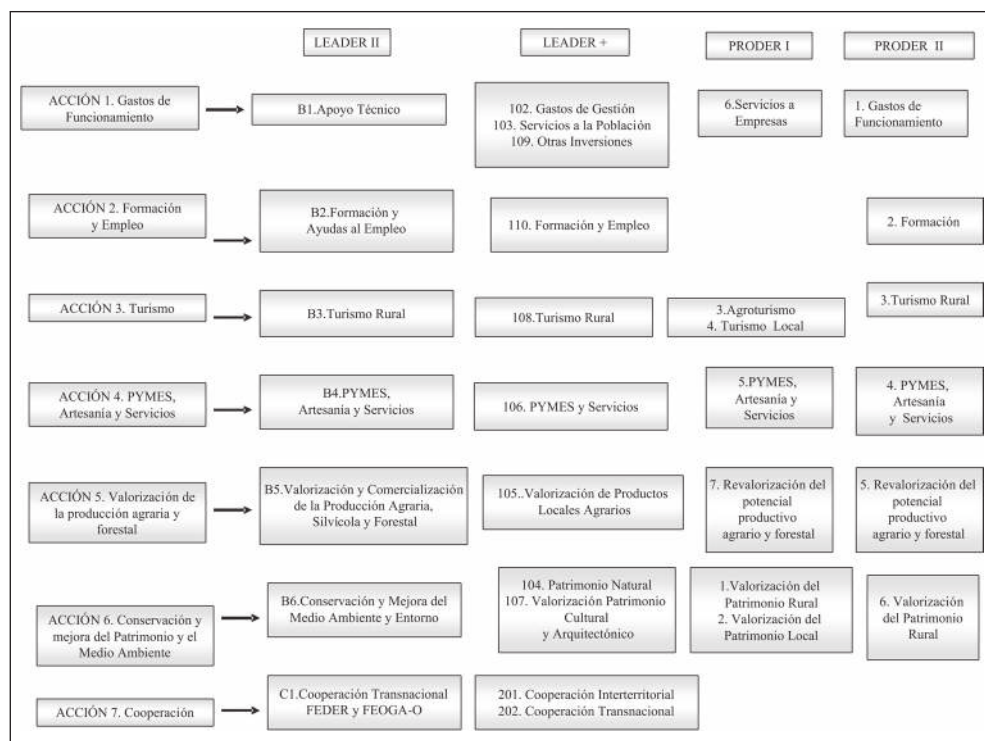 LEADER II
LEADER +
PRODER I
PRODER II
ACCIÓN 1. Gastos de
Funcionamiento
B1.Apoyo Técnico
102. Gastos de Gestión
103. Servicios a la Población
109. Otras Inversiones
6.Servicios a
Empresas
1. Gastos de
Funcionamiento
ACCIÓN 2. Formación
y Empleo
B2.Formación y
Ayudas al Empleo
110. Formación y Empleo
2. Formación
ACCIÓN 3. Turismo
B3.Turismo Rural
108.Turismo Rural
3.Agroturismo
4. Turismo Local
3.Turismo Rural
ACCIÓN 4. PYMES,
Artesanía y Servicios
B4.PYMES,
Artesanía y Servicios
106. PYMES y Servicios
5.PYMES,
Artesanía y
Servicios
4. PYMES,
Artesanía
y Servicios
ACCIÓN 5. Valorización de
la producción agraria y
forestal
B5.Valorización y Comercialización
de la Producción Agraria,
Silvícola y Forestal
105..Valorización de Productos
Locales Agrarios
7. Revalorización del
potencial
productivo
agrario y forestal
5. Revalorización del
potencial
productivo
agrario y forestal
ACCIÓN 6. Conservación y
mejora del Patrimonio y el
Medio Ambiente
B6.Conservación y Mejora del
Medio Ambiente y Entorno
104. Patrimonio Natural
107. Valorización Patrimonio
Cultural
y Arquitectónico
1.Valorización del
Patrimonio Rural
2. Valorización del
Patrimonio Local
6. Valorización
del Patrimonio
Rural
ACCIÓN 7. Cooperación
C1.Cooperación Transnacional
FEDER y FEOGA-O
201. Cooperación Interterritorial
202. Cooperación Transnacional